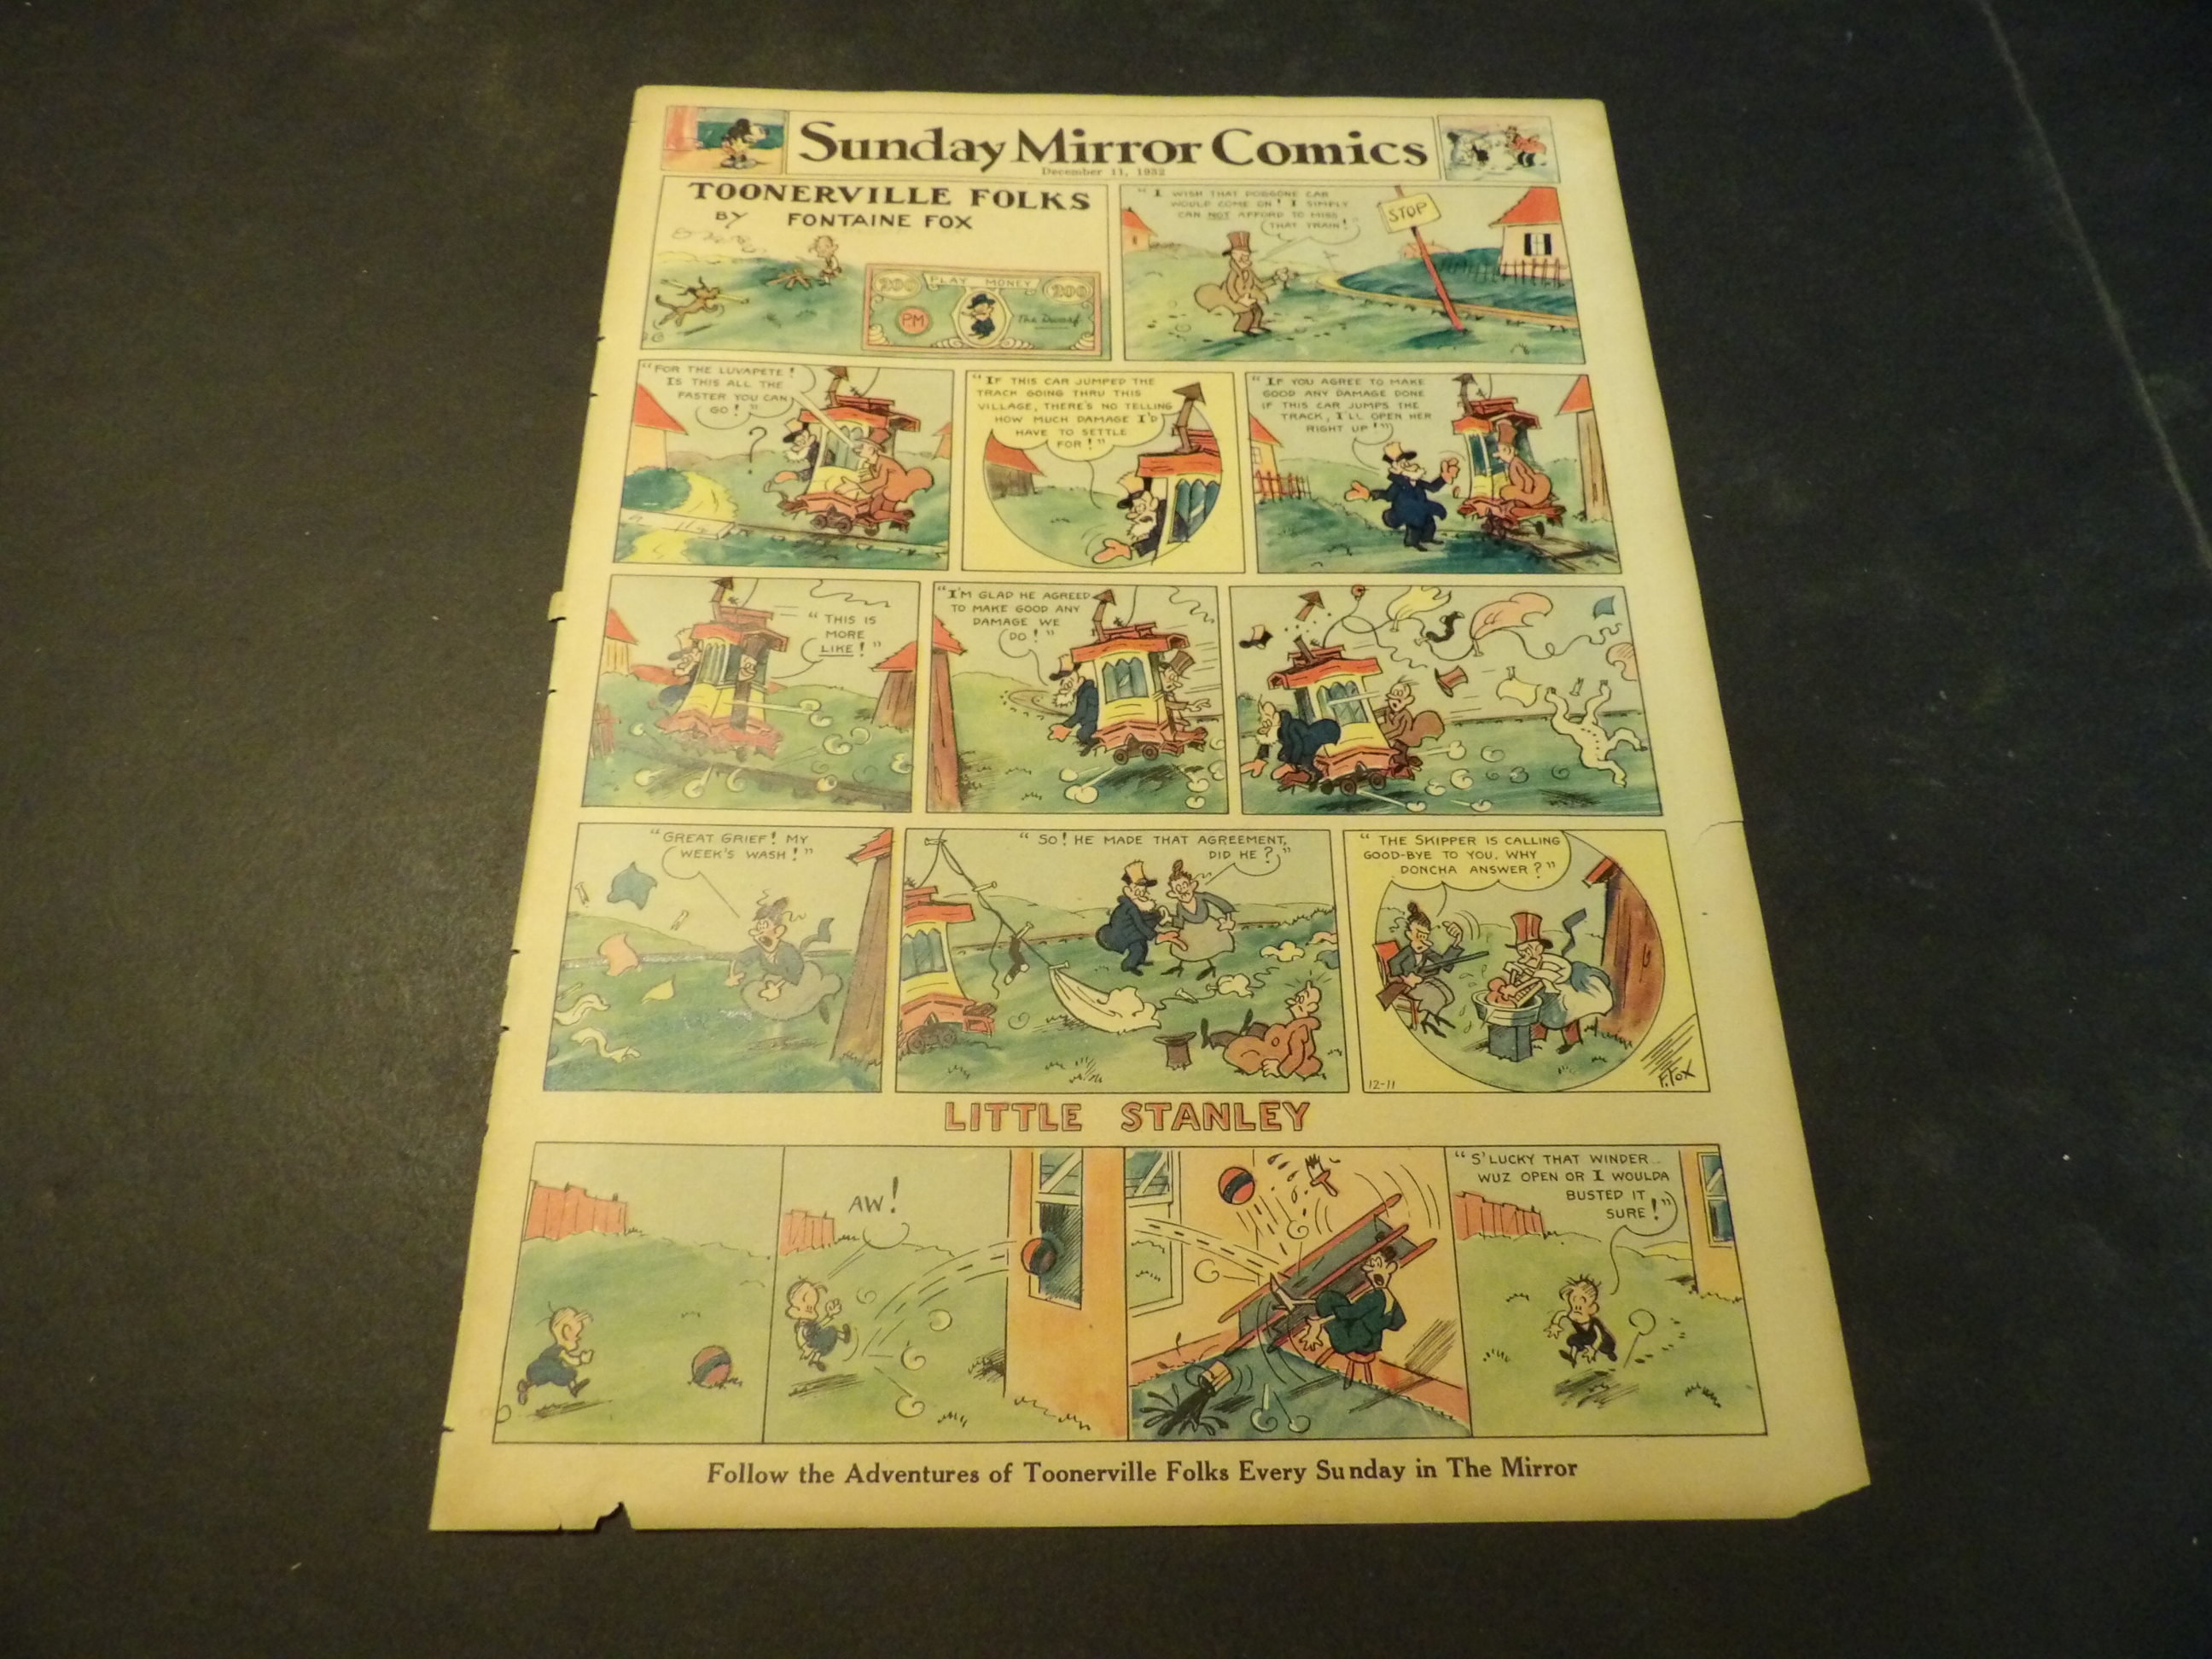 Sunday Mirror Comics
December 11, 1932
TOONERVILLE FOLKS
BY FONTAINE FOX
200 PLAY MONEY 200
PM
The Dwarf
"I WISH THAT DOGGONE CAR
WOULD COME ON! I SIMPLY
CAN NOT AFFORD TO MISS
THAT TRAIN!"
STOP
"FOR THE LUVAPETE!
IS THIS ALL THE
FASTER YOU CAN
GO!"
?
"IF THIS CAR JUMPED THE
TRACK GOING THRU THIS
VILLAGE, THERE'S NO TELLING
HOW MUCH DAMAGE I'D
HAVE TO SETTLE
FOR!"
"IF YOU AGREE TO MAKE
GOOD ANY DAMAGE DONE
IF THIS CAR JUMPS THE
TRACK, I'LL OPEN HER
RIGHT UP!"
"THIS IS
MORE
LIKE!"
"I'M GLAD HE AGREED
TO MAKE GOOD ANY
DAMAGE WE
DO!"
"GREAT GRIEF! MY
WEEK'S WASH!"
"SO! HE MADE THAT AGREEMENT,
DID HE?"
"THE SKIPPER IS CALLING
GOOD-BYE TO YOU. WHY
DONCHA ANSWER?"
12-11
F. FOX
LITTLE STANLEY
AW!
"S'LUCKY THAT WINDER
WUZ OPEN OR I WOULDA
BUSTED IT
SURE!"
Follow the Adventures of Toonerville Folks Every Sunday in The Mirror